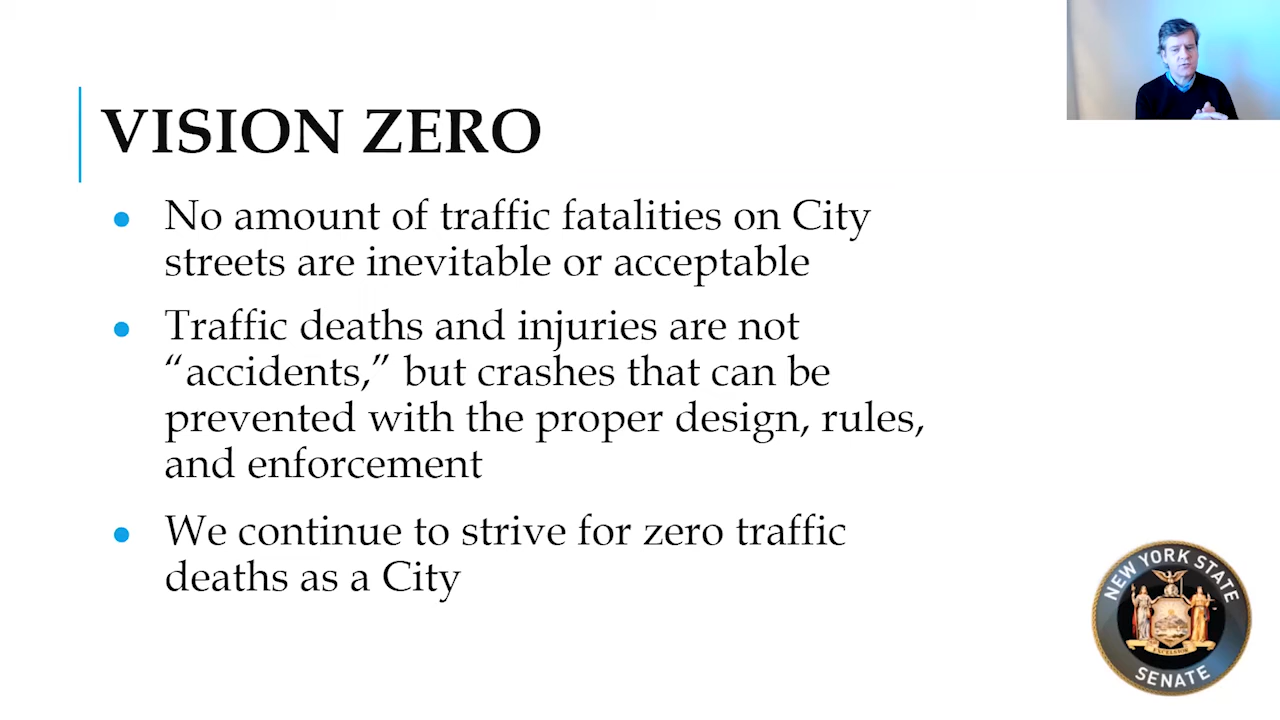 VISION ZERO
● No amount of traffic fatalities on City
streets are inevitable or acceptable
● Traffic deaths and injuries are not
“accidents,” but crashes that can be
prevented with the proper design, rules,
and enforcement
● We continue to strive for zero traffic
deaths as a City
NEW YORK STATE
EXCELSIOR
SENATE